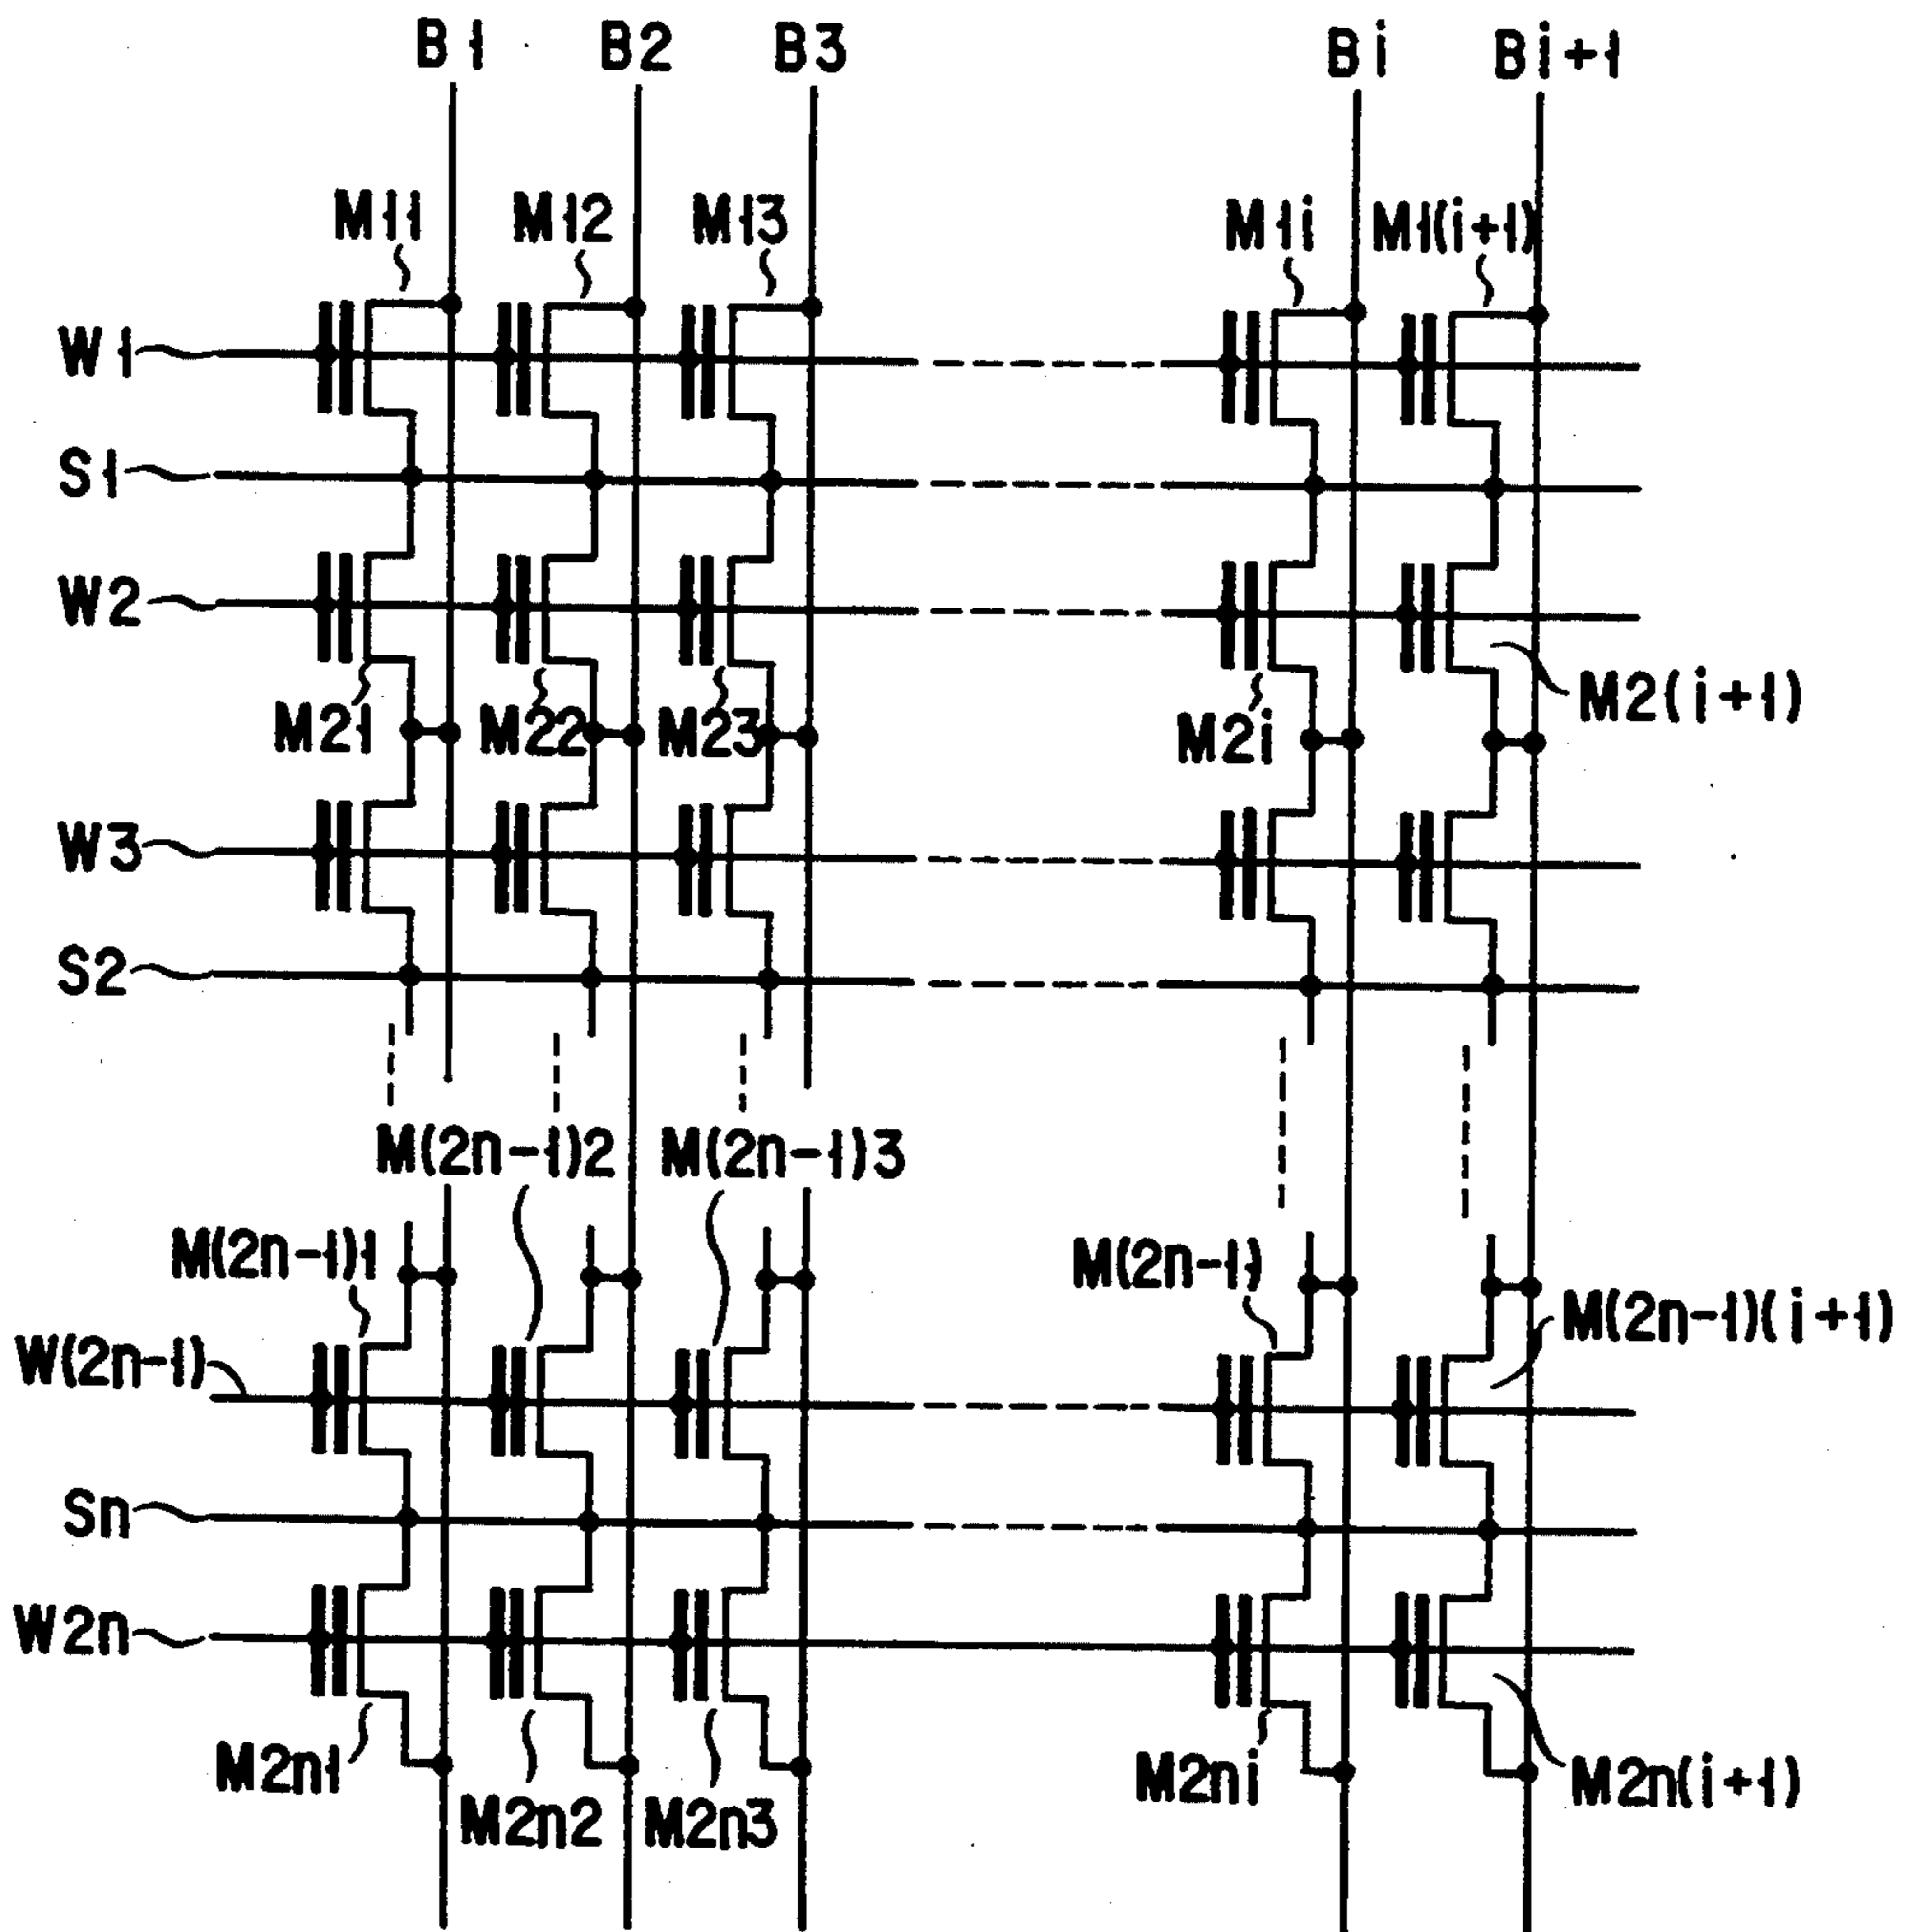 B1 B2 B3 Bi Bi+1
M11 M12 M13 M1i M1(i+1)
W1
S1
W2
M2(i+1)
M21 M22 M23 M2i
W3
S2
M(2n-1)2 M(2n-1)3
M(2n-1)1 M(2n-1)
M(2n-1)(i+1)
W(2n-1)
Sn
W2n
M2n1 M2ni M2n(i+1)
M2n2 M2n3